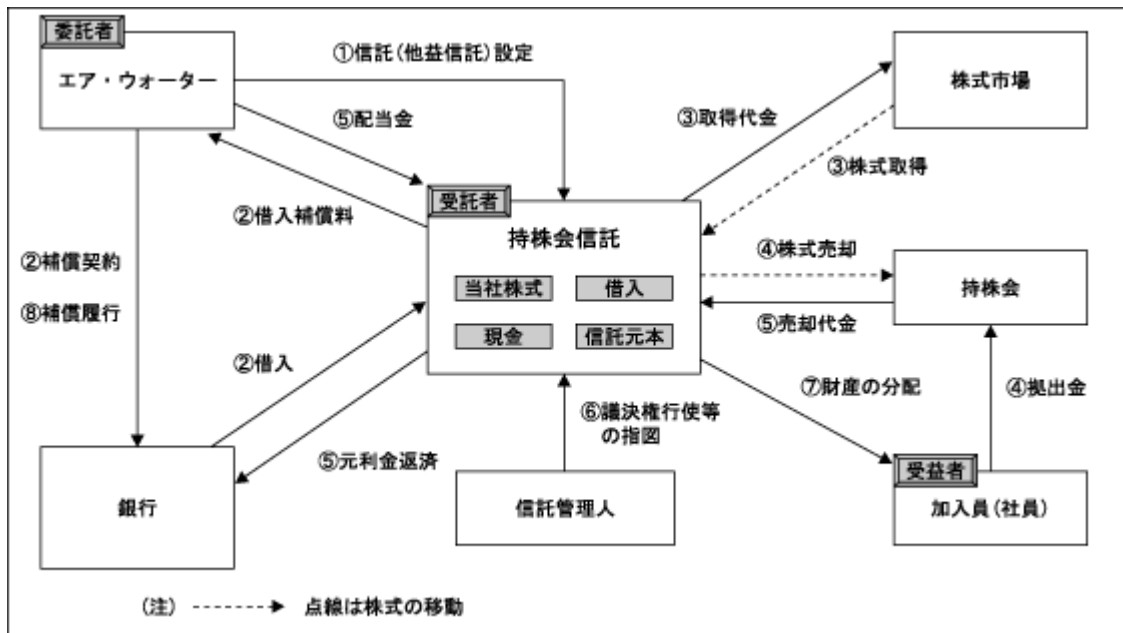 委託者
エア・ウォーター
①信託(他益信託)設定
株式市場
⑤配当金
③取得代金
③株式取得
受託者
②借入補償料
持株会信託
④株式売却
②補償契約
当社株式
借入
持株会
⑧補償履行
現金
信託元本
⑤売却代金
②借入
⑦財産の分配
④拠出金
⑥議決権行使等
の指図
⑤元利金返済
受益者
銀行
信託管理人
加入員(社員)
(注)
点線は株式の移動